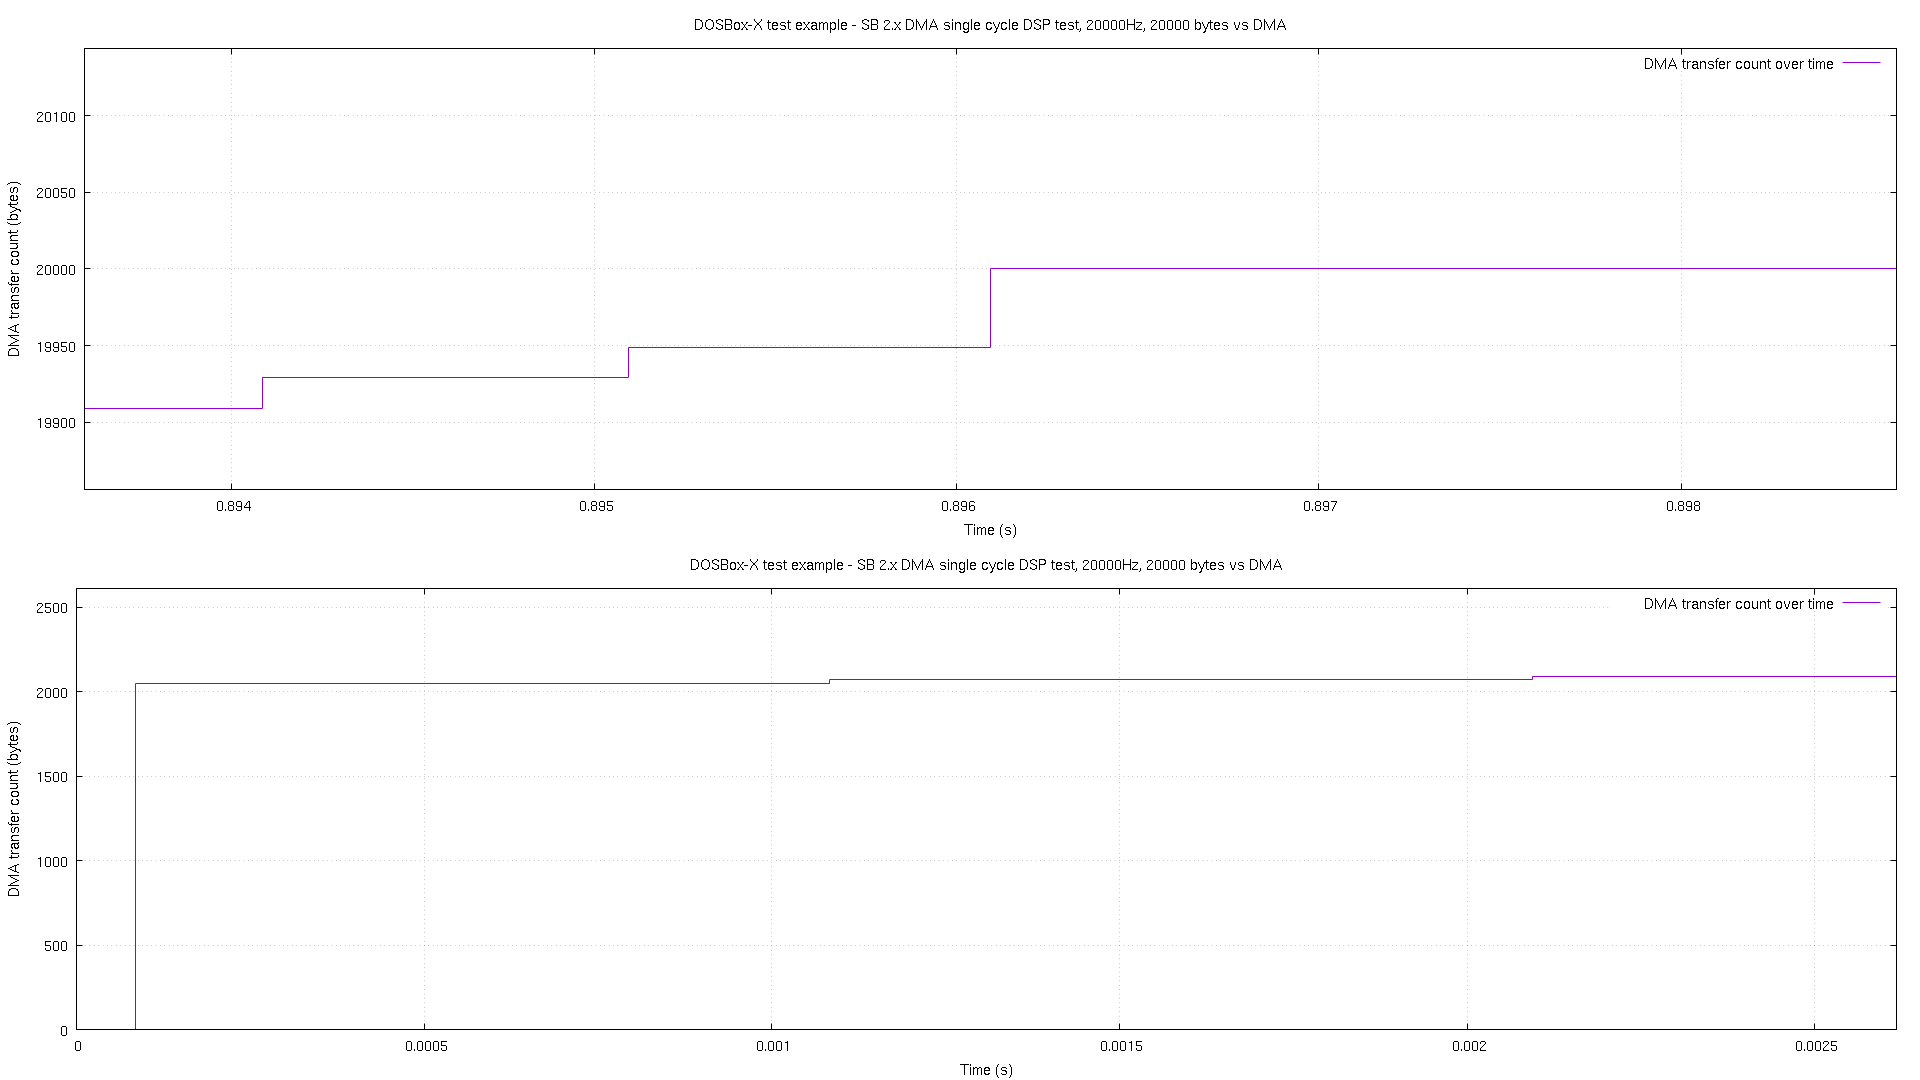 DOSBox-X test example - SB 2.x DMA single cycle DSP test, 20000Hz, 20000 bytes vs DMA
DMA transfer count over time
DMA transfer count (bytes)
20100
20050
20000
19950
19900
0.894 0.895 0.896 0.897 0.898
Time (s)
DOSBox-X test example - SB 2.x DMA single cycle DSP test, 20000Hz, 20000 bytes vs DMA
DMA transfer count over time
DMA transfer count (bytes)
2500
2000
1500
1000
500
0
0 0.0005 0.001 0.0015 0.002 0.0025
Time (s)